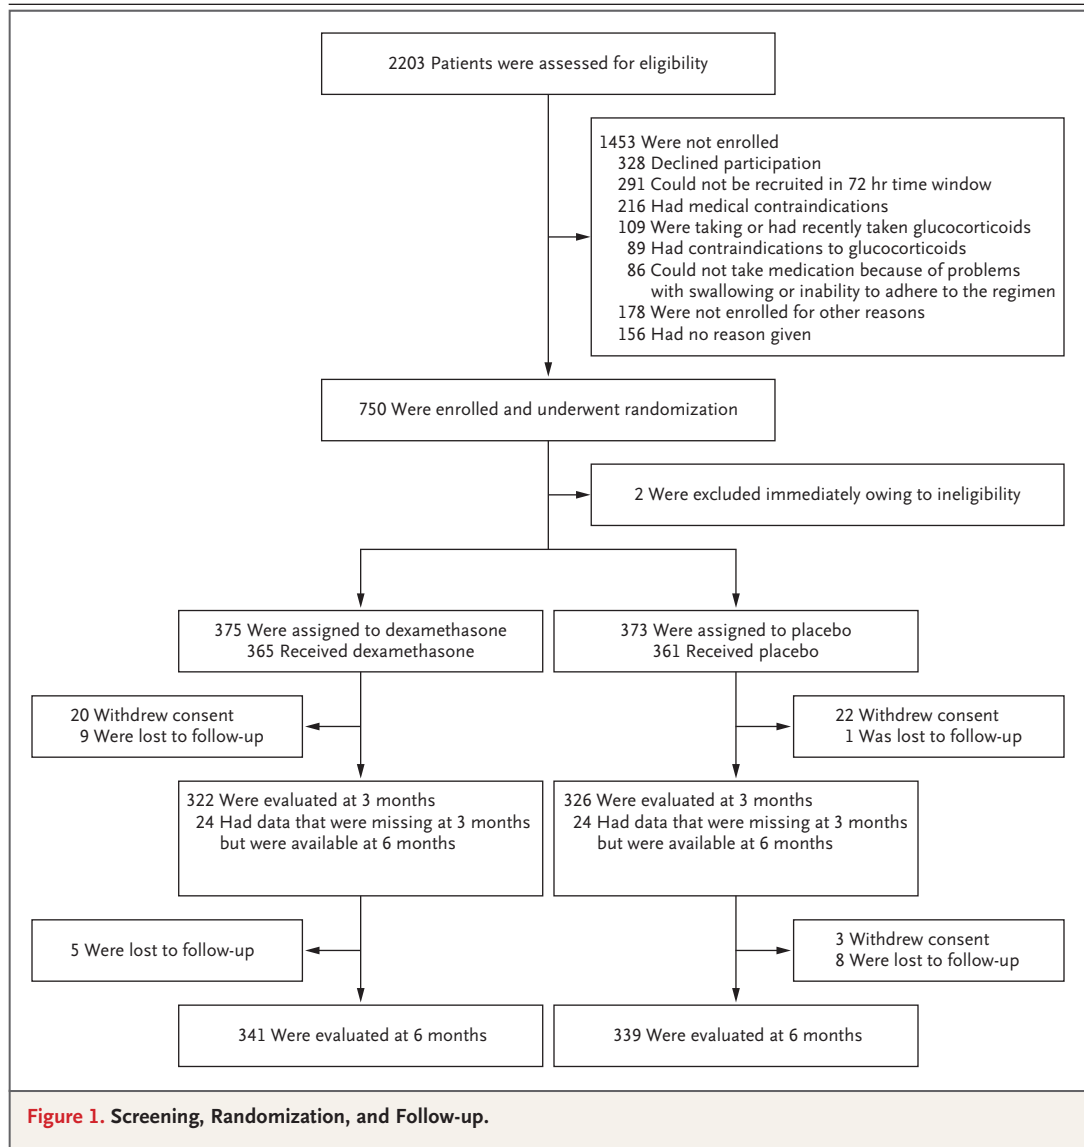 2203 Patients were assessed for eligibility
1453 Were not enrolled
328 Declined participation
291 Could not be recruited in 72 hr time window
216 Had medical contraindications
109 Were taking or had recently taken glucocorticoids
89 Had contraindications to glucocorticoids
86 Could not take medication because of problems
with swallowing or inability to adhere to the regimen
178 Were not enrolled for other reasons
156 Had no reason given
750 Were enrolled and underwent randomization
2 Were excluded immediately owing to ineligibility
375 Were assigned to dexamethasone
365 Received dexamethasone
373 Were assigned to placebo
361 Received placebo
20 Withdrew consent
9 Were lost to follow-up
22 Withdrew consent
1 Was lost to follow-up
322 Were evaluated at 3 months
24 Had data that were missing at 3 months
but were available at 6 months
326 Were evaluated at 3 months
24 Had data that were missing at 3 months
but were available at 6 months
5 Were lost to follow-up
3 Withdrew consent
8 Were lost to follow-up
341 Were evaluated at 6 months
339 Were evaluated at 6 months
Figure 1. Screening, Randomization, and Follow-up.